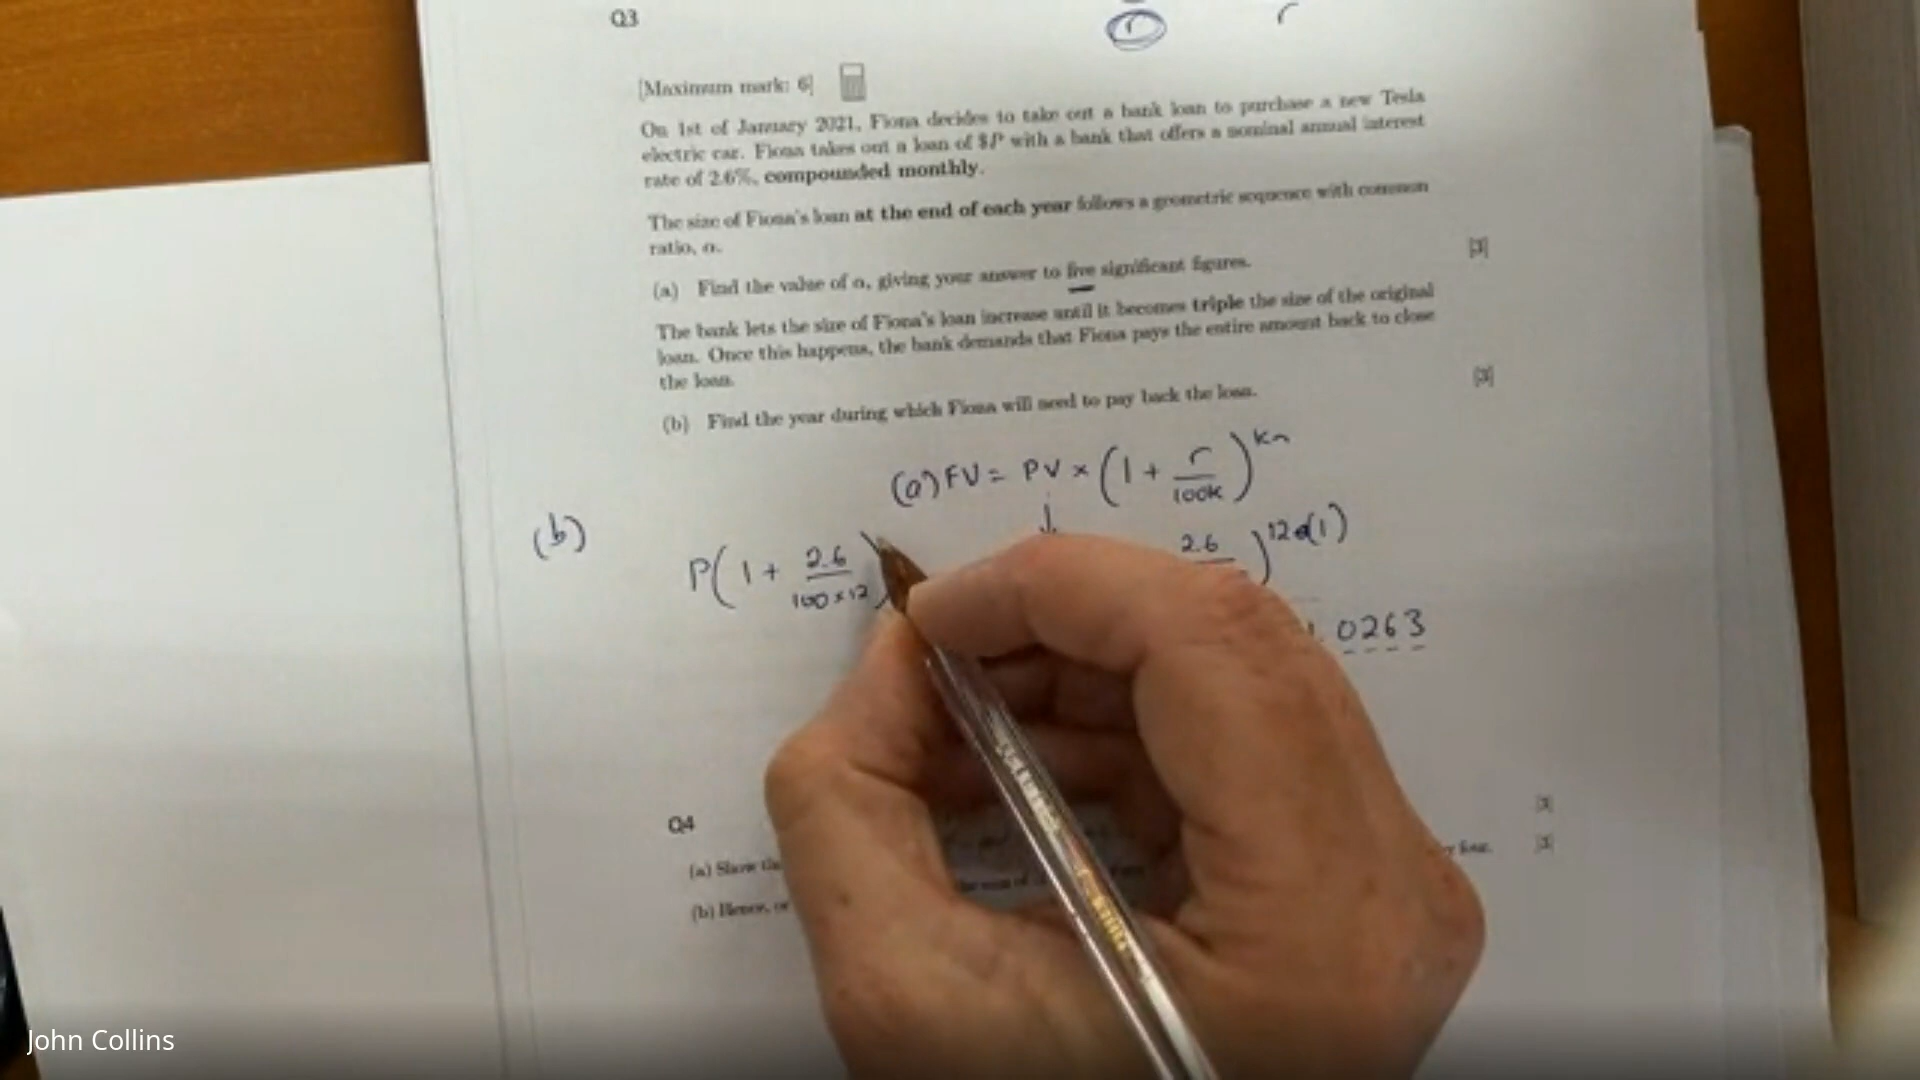 Q3
r
r
[Maximum mark: 6]
On 1st of January 2021, Fiona decides to take out a bank loan to purchase a new Tesla
electric car. Fiona takes out a loan of $P with a bank that offers a nominal annual interest
rate of 2.6%, compounded monthly.
The size of Fiona's loan at the end of each year follows a geometric sequence with common
ratio, α.
(a) Find the value of α, giving your answer to five significant figures. [3]
The bank lets the size of Fiona's loan increase until it becomes triple the size of the original
loan. Once this happens, the bank demands that Fiona pays the entire amount back to close
the loan.
(b) Find the year during which Fiona will need to pay back the loan. [3]
(a) FV = PV × (1 + r/100k)^kn
(b)
P(1 + 2.6/100×12)
2.6 )^12(1)
1.0263
Q4
(a) Show
four.
(b) Hence, or
John Collins